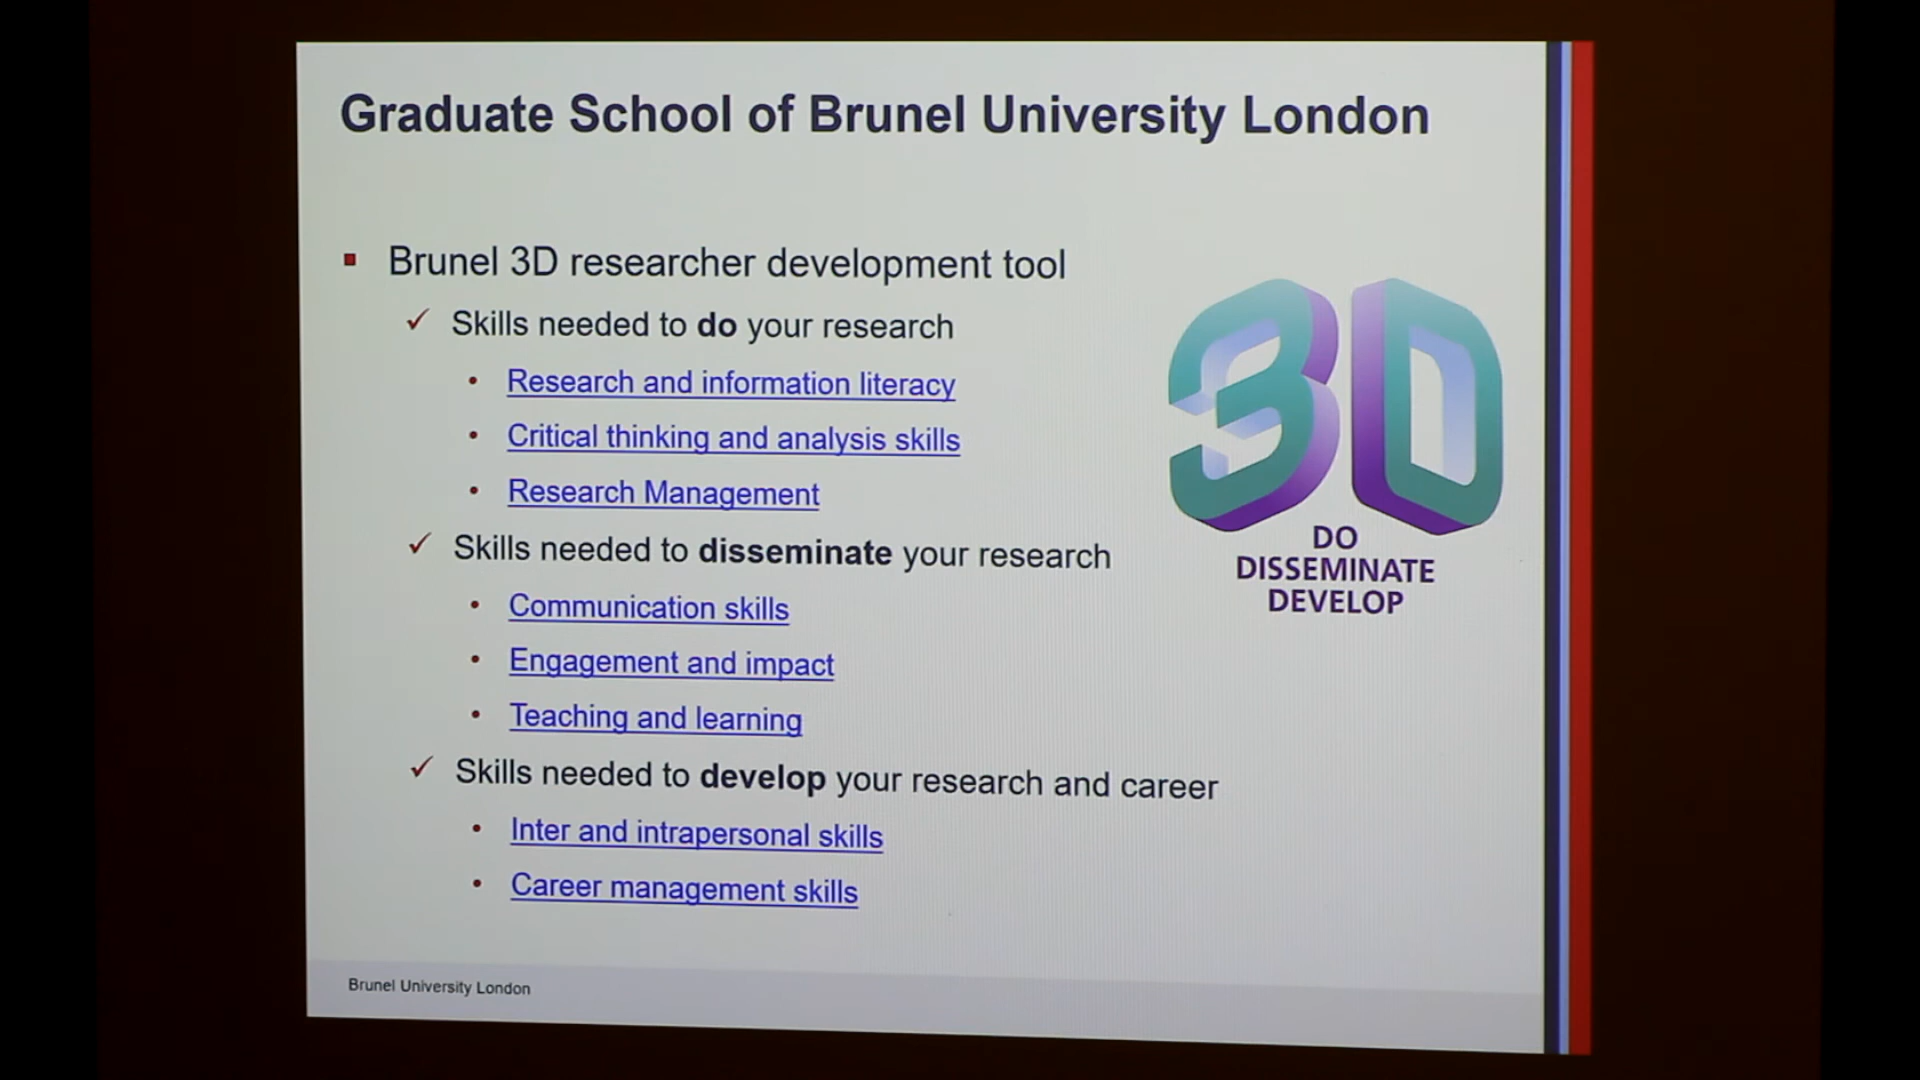 Graduate School of Brunel University London
Brunel 3D researcher development tool
Skills needed to do your research
Research and information literacy
Critical thinking and analysis skills
Research Management
Skills needed to disseminate your research
Communication skills
Engagement and impact
Teaching and learning
Skills needed to develop your research and career
Inter and intrapersonal skills
Career management skills
3D
DO
DISSEMINATE
DEVELOP
Brunel University London